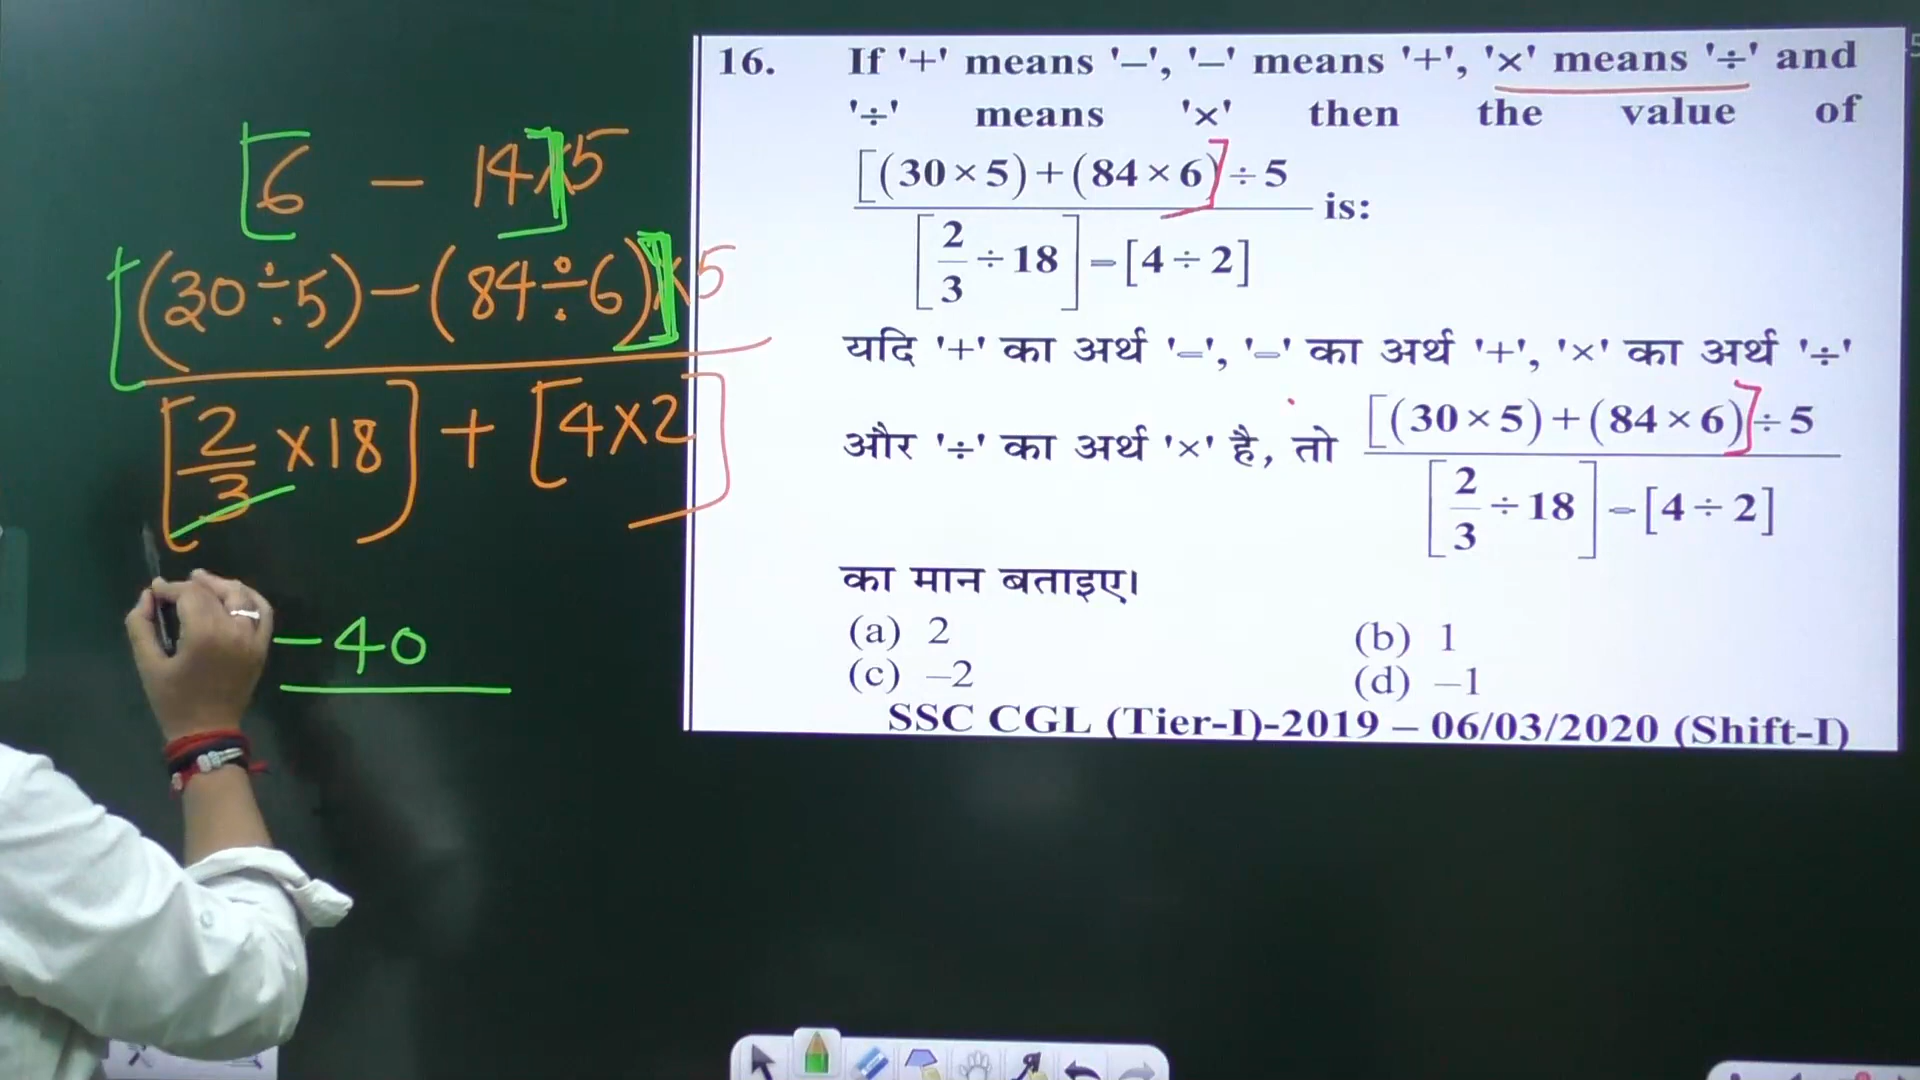 [6 - 14]×5
[(30÷5)-(84÷6)]×5
[2/3 ×18] + [4×2]
-40
16. If '+' means '–', '–' means '+', '×' means '÷' and
'÷' means '×' then the value of
[(30×5)+(84×6)]÷5
[2/3 ÷18]–[4÷2] is:
यदि '+' का अर्थ '–', '–' का अर्थ '+', '×' का अर्थ '÷'
और '÷' का अर्थ '×' है, तो [(30×5)+(84×6)]÷5
[2/3 ÷18]–[4÷2]
का मान बताइए।
(a) 2 (b) 1
(c) –2 (d) –1
SSC CGL (Tier-I)-2019 – 06/03/2020 (Shift-I)